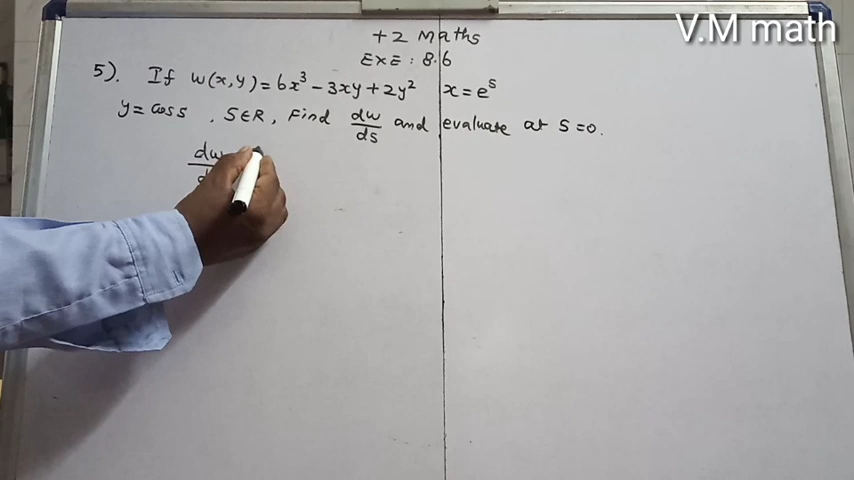 V.M math
+2 Maths
EXE : 8.6
5). If w(x,y) = 6x³ - 3xy + 2y² x = eˢ
y = cos s , S∈R, Find dw/ds and evaluate at S=0.
dw